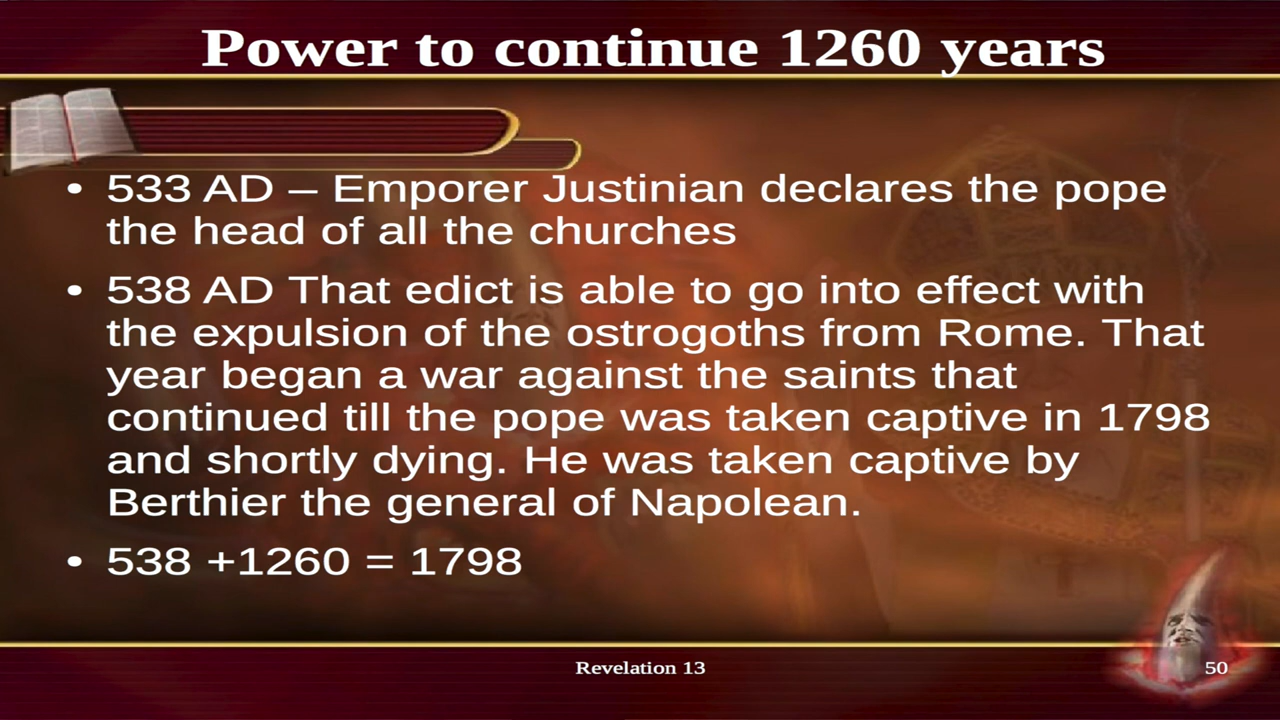 Power to continue 1260 years
• 533 AD – Emporer Justinian declares the pope
the head of all the churches
• 538 AD That edict is able to go into effect with
the expulsion of the ostrogoths from Rome. That
year began a war against the saints that
continued till the pope was taken captive in 1798
and shortly dying. He was taken captive by
Berthier the general of Napolean.
• 538 +1260 = 1798
Revelation 13
50